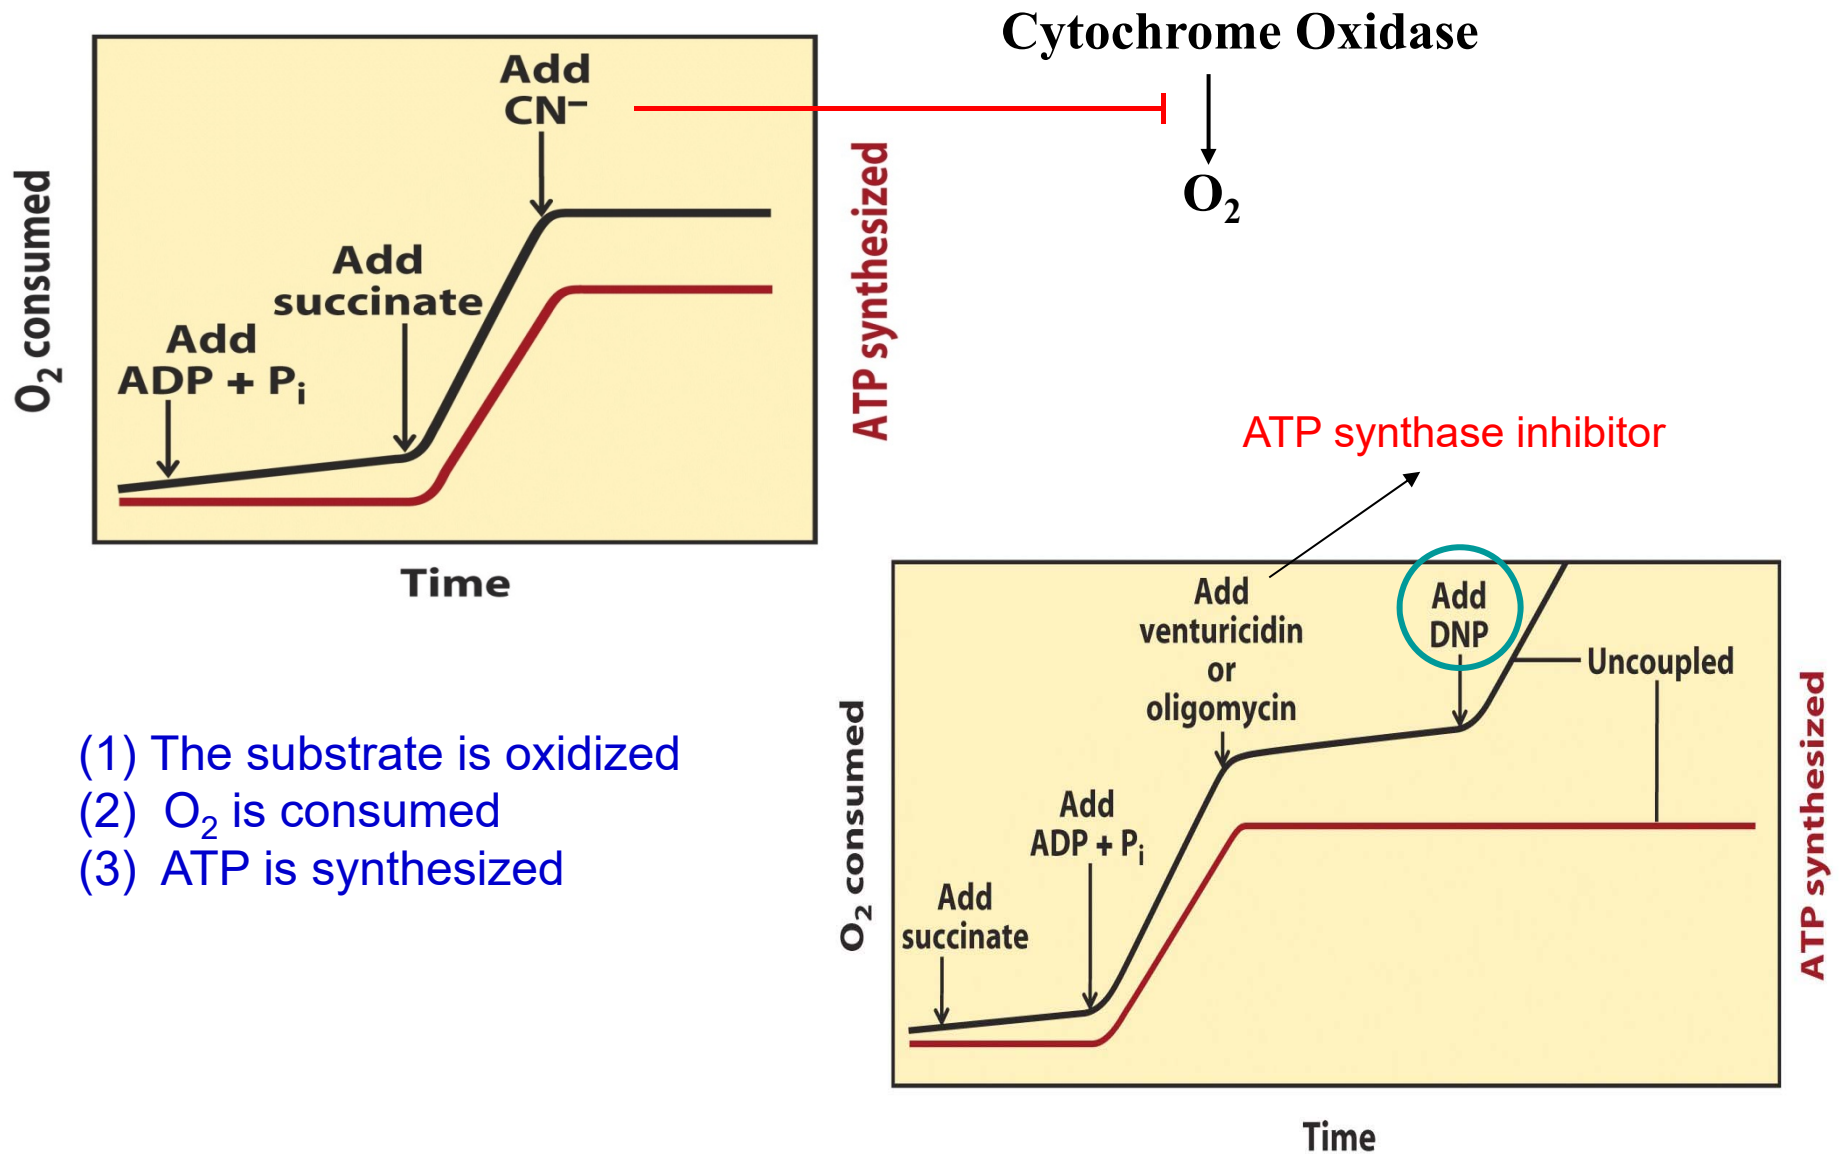 Cytochrome Oxidase
O₂
Add
CN⁻
Add
succinate
Add
ADP + Pᵢ
O₂ consumed
ATP synthesized
Time
ATP synthase inhibitor
Add
venturicidin
or
oligomycin
Add
DNP
Uncoupled
Add
ADP + Pᵢ
Add
succinate
O₂ consumed
ATP synthesized
Time
(1) The substrate is oxidized
(2) O₂ is consumed
(3) ATP is synthesized